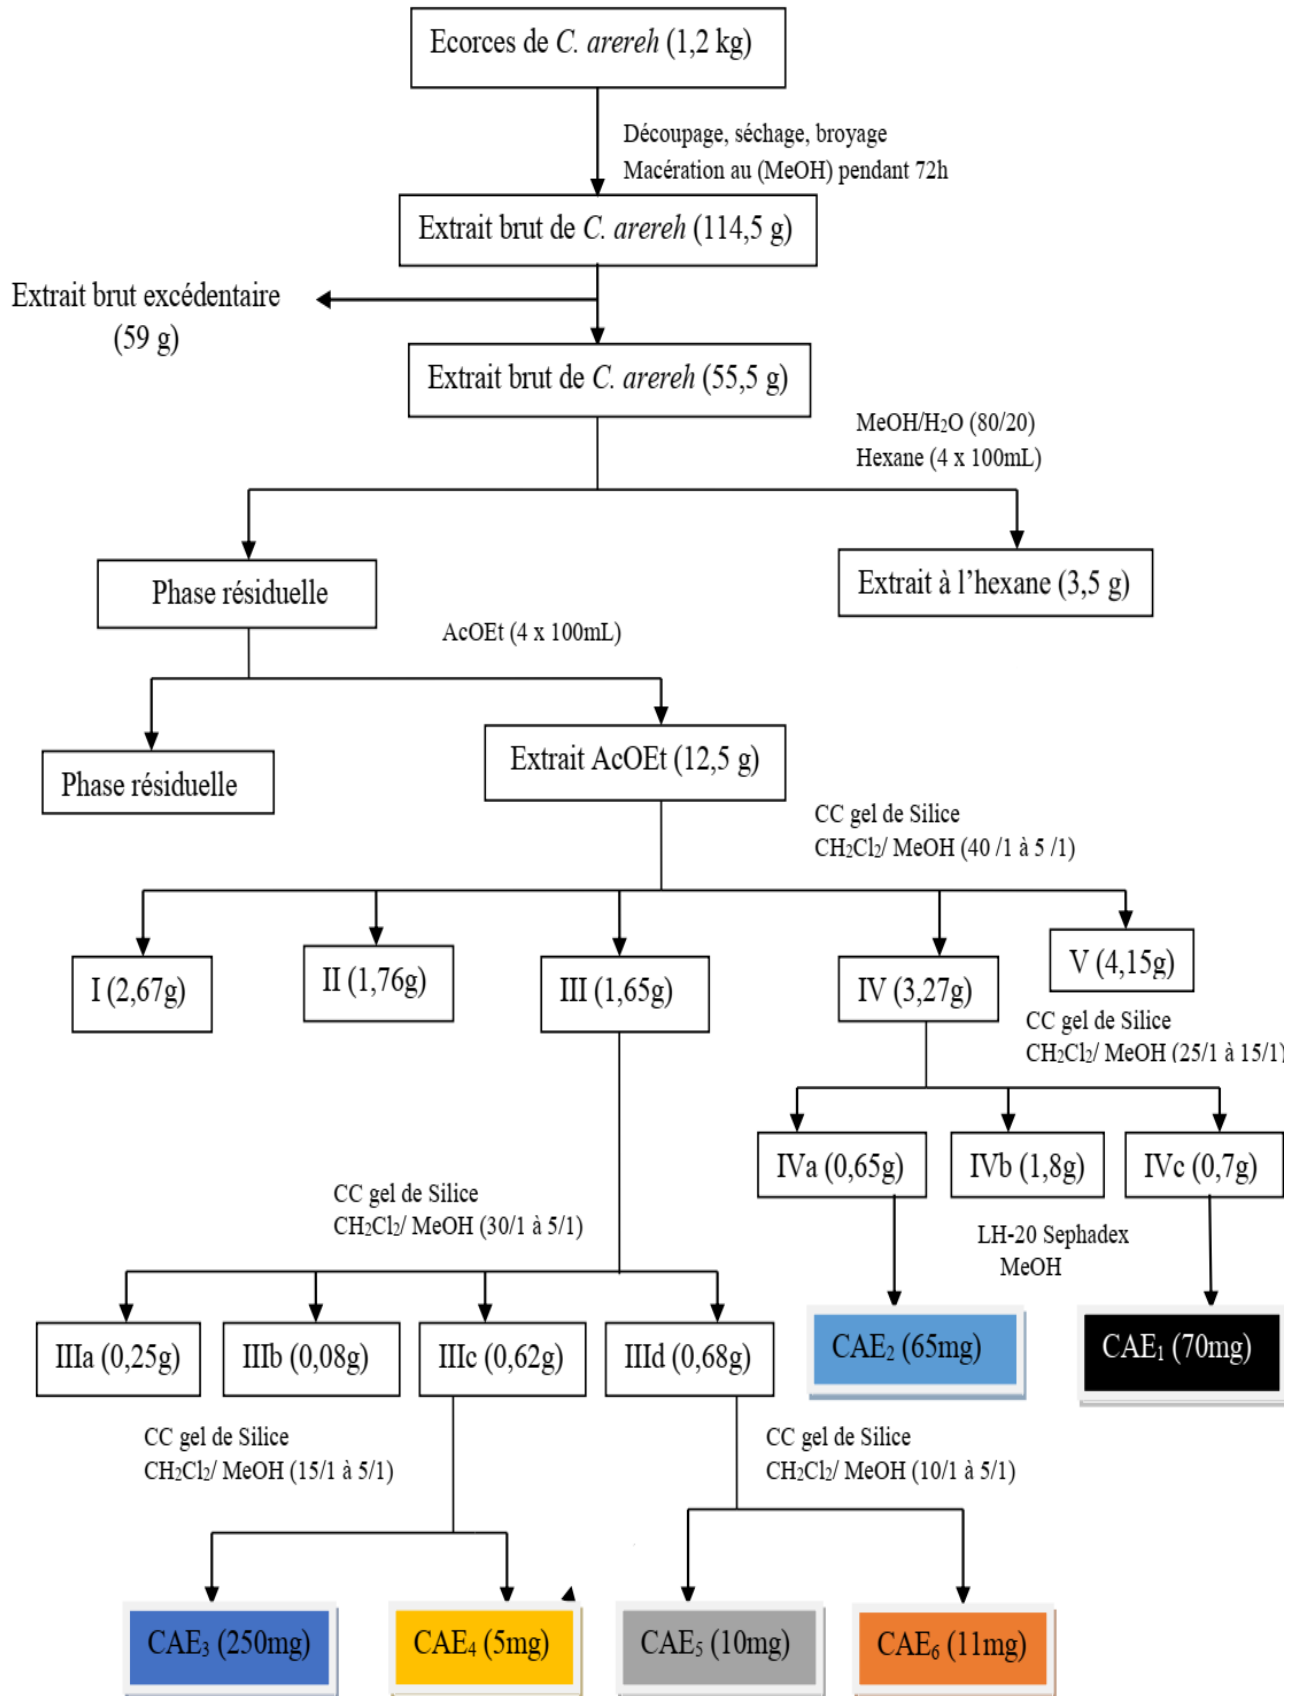 Ecorces de C. arereh (1,2 kg)
Découpage, séchage, broyage
Macération au (MeOH) pendant 72h
Extrait brut de C. arereh (114,5 g)
Extrait brut excédentaire
(59 g)
Extrait brut de C. arereh (55,5 g)
MeOH/H₂O (80/20)
Hexane (4 x 100mL)
Phase résiduelle
Extrait à l’hexane (3,5 g)
AcOEt (4 x 100mL)
Phase résiduelle
Extrait AcOEt (12,5 g)
CC gel de Silice
CH₂Cl₂/ MeOH (40 /1 à 5 /1)
I (2,67g)
II (1,76g)
III (1,65g)
IV (3,27g)
V (4,15g)
CC gel de Silice
CH₂Cl₂/ MeOH (25/1 à 15/1)
IVa (0,65g)
IVb (1,8g)
IVc (0,7g)
CC gel de Silice
CH₂Cl₂/ MeOH (30/1 à 5/1)
LH-20 Sephadex
MeOH
IIIa (0,25g)
IIIb (0,08g)
IIIc (0,62g)
IIId (0,68g)
CAE₂ (65mg)
CAE₁ (70mg)
CC gel de Silice
CH₂Cl₂/ MeOH (15/1 à 5/1)
CC gel de Silice
CH₂Cl₂/ MeOH (10/1 à 5/1)
CAE₃ (250mg)
CAE₄ (5mg)
CAE₅ (10mg)
CAE₆ (11mg)